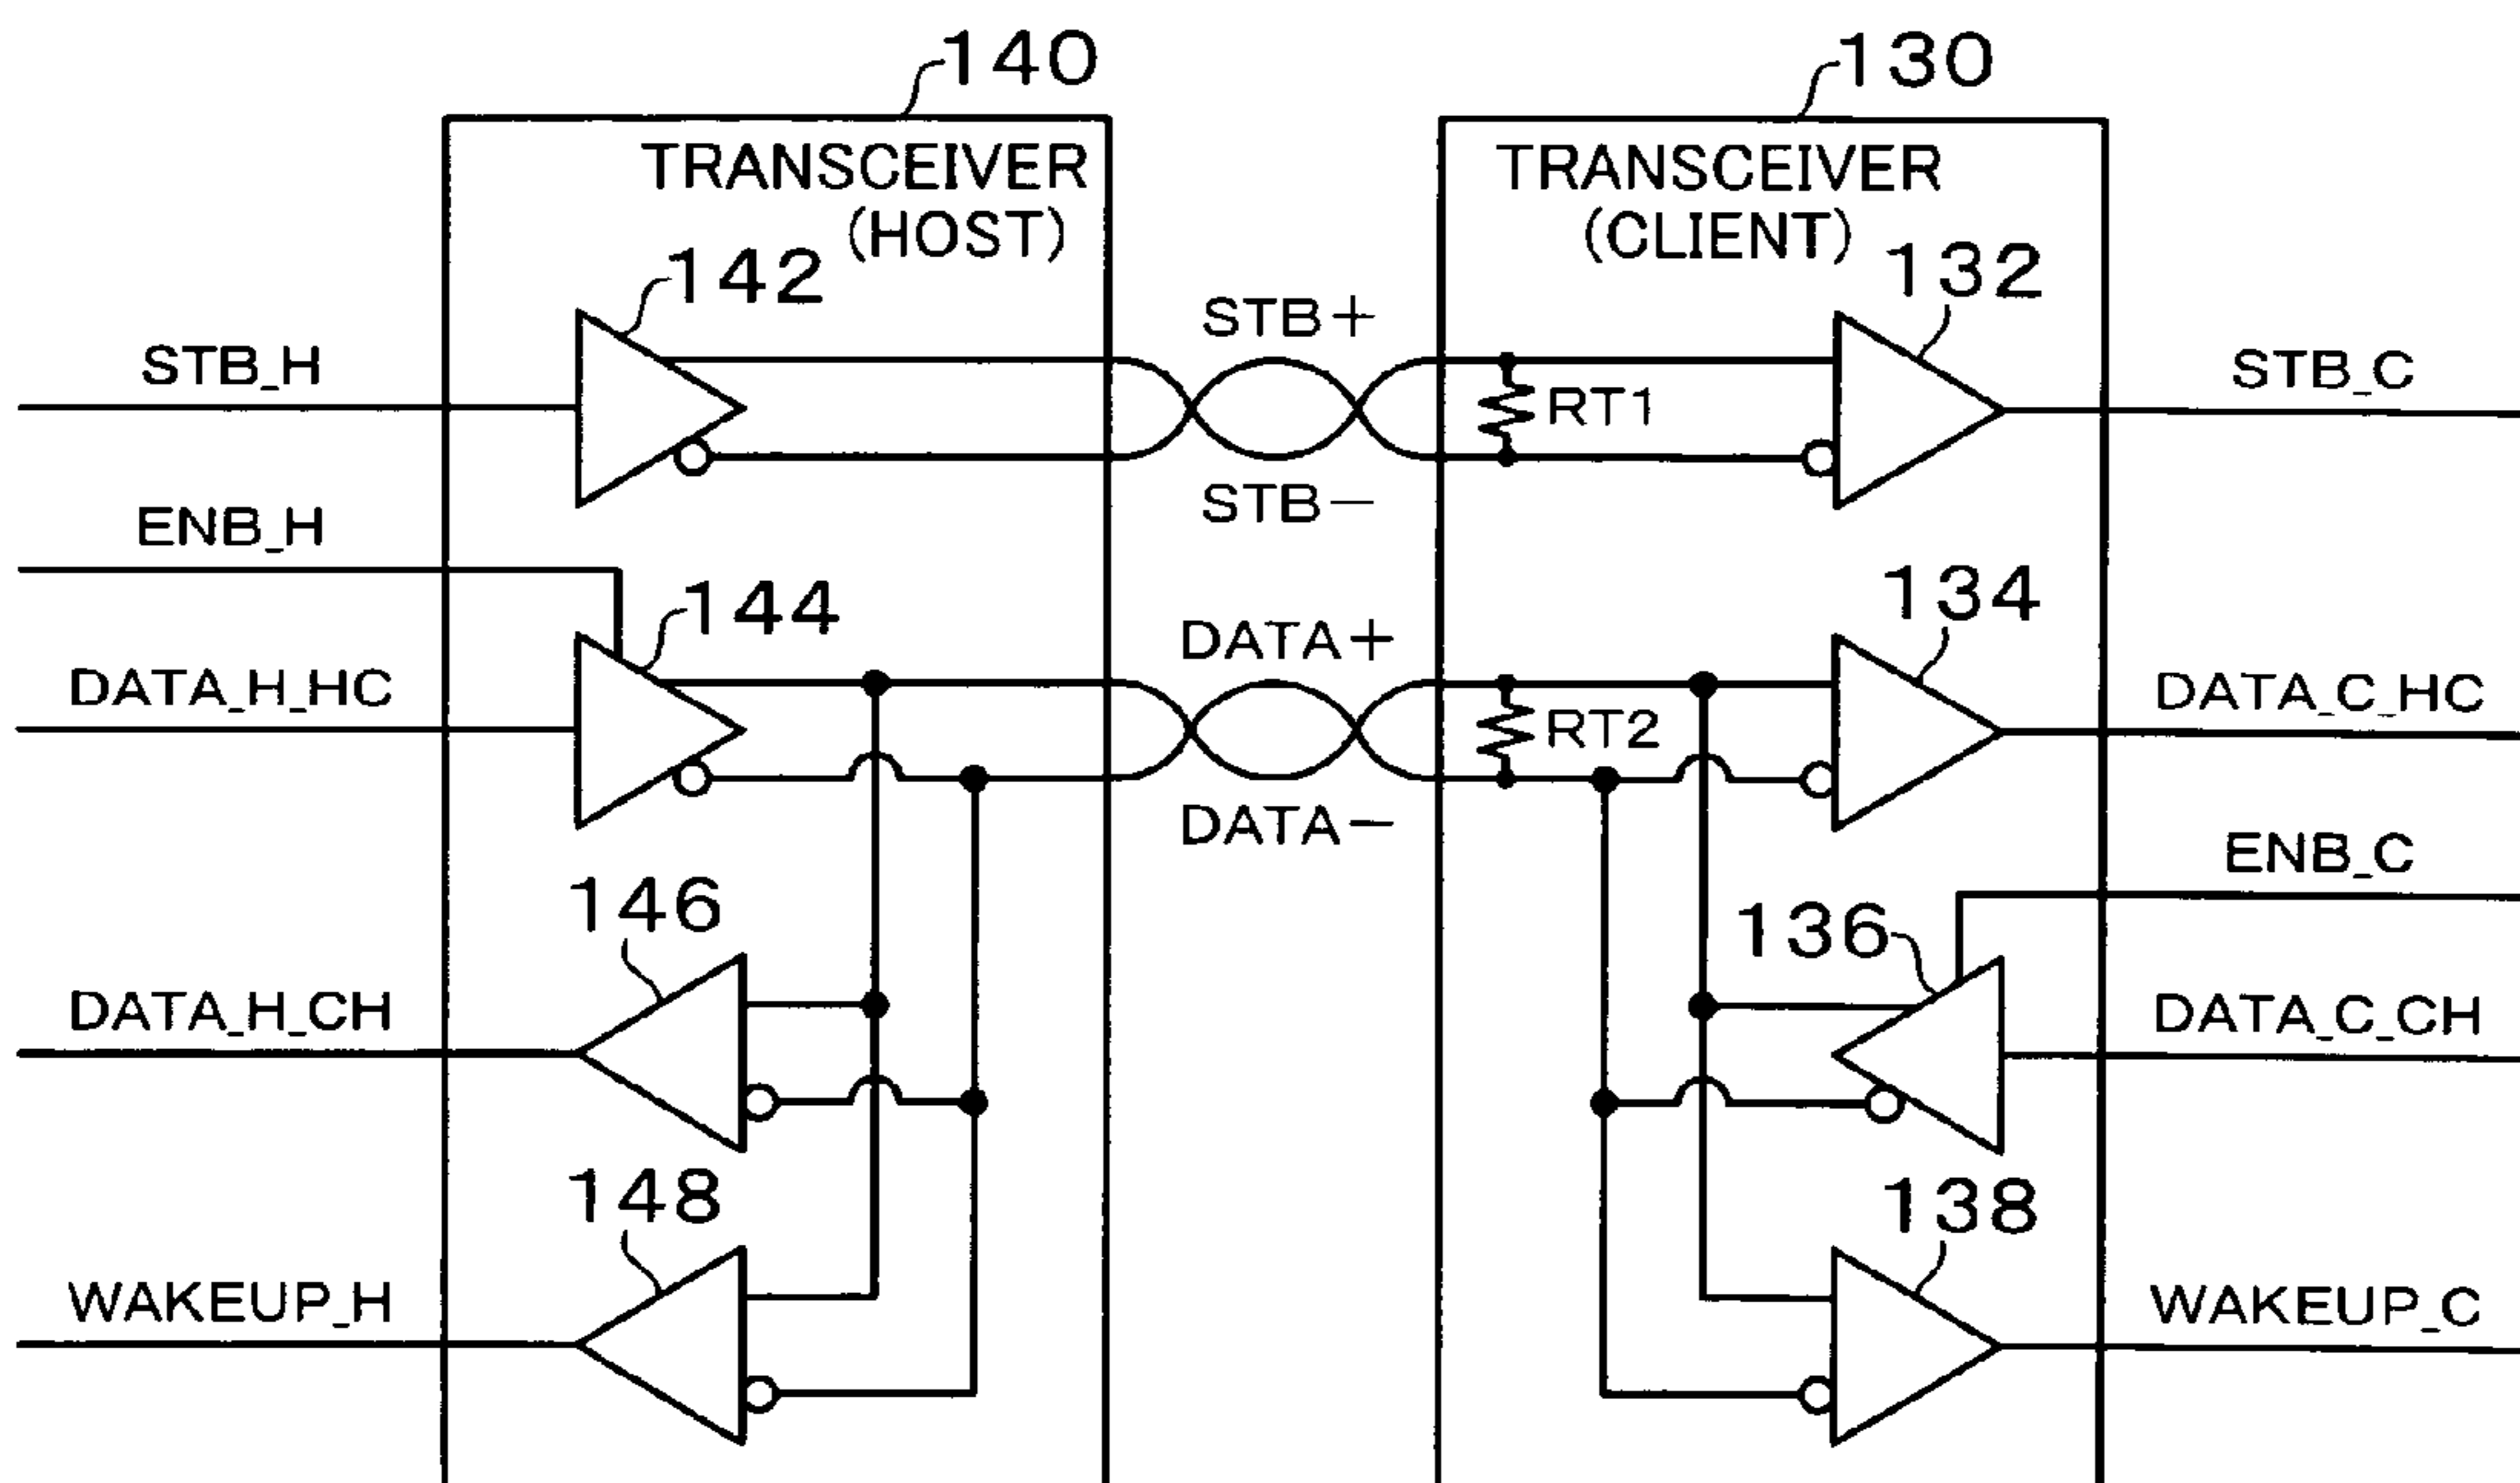 140
130
TRANSCEIVER
(HOST)
TRANSCEIVER
(CLIENT)
142
132
STB+
STB_H
STB_C
RT1
STB−
ENB_H
144
134
DATA+
DATA_H_HC
DATA_C_HC
RT2
DATA−
ENB_C
146
136
DATA_H_CH
DATA_C_CH
148
138
WAKEUP_H
WAKEUP_C